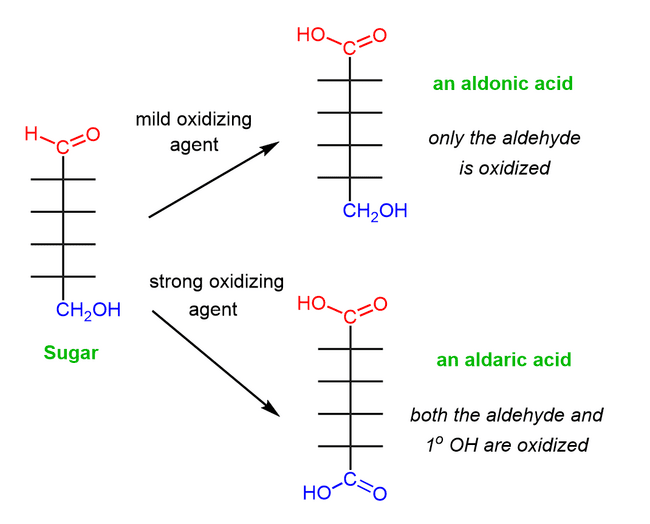 HO
C
O
an aldonic acid
mild oxidizing
agent
H
C
O
only the aldehyde
is oxidized
CH₂OH
CH₂OH
Sugar
strong oxidizing
agent
HO
C
O
an aldaric acid
both the aldehyde and
1º OH are oxidized
C
HO
O